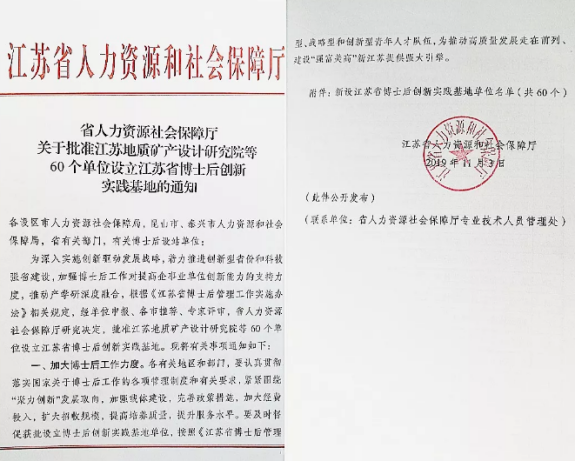 江苏省人力资源和社会保障厅
省人力资源社会保障厅
关于批准江苏地质矿产设计研究院等
60个单位设立江苏省博士后创新
实践基地的通知
各设区市人力资源社会保障局，昆山市、泰兴市人力资源和社会
保障局，省有关部门，有关博士后设站单位：
为深入实施创新驱动发展战略，着力推进创新型省份和科技
强省建设，加强博士后工作对提高企事业单位创新能力的支持力
度，推动产学研深度融合，根据《江苏省博士后管理工作实施办
法》相关规定，经单位申报、各市推荐、专家评审，省人力资源
社会保障厅研究决定，批准江苏地质矿产设计研究院等60个单
位设立江苏省博士后创新实践基地。现将有关事项通知如下：
一、加大博士后工作力度。各有关地区和部门，要认真贯彻
落实国家关于博士后工作的各项管理制度和有关要求，紧紧围绕
“聚力创新”发展取向，加强载体建设，完善政策措施，加大经费
投入，扩大招收规模，提高培养质量，提升服务水平。要及时督
促获批设立博士后创新实践基地单位，按照《江苏省博士后管理
型、战略型和创新型青年人才队伍，为推动高质量发展走在前列、
建设“强富美高”新江苏提供强大引擎。
附件：新设江苏省博士后创新实践基地单位名单（共60个）
江苏省人力资源和社会保障厅
2019年11月3日
（此件公开发布）
（联系单位：省人力资源社会保障厅专业技术人员管理处）